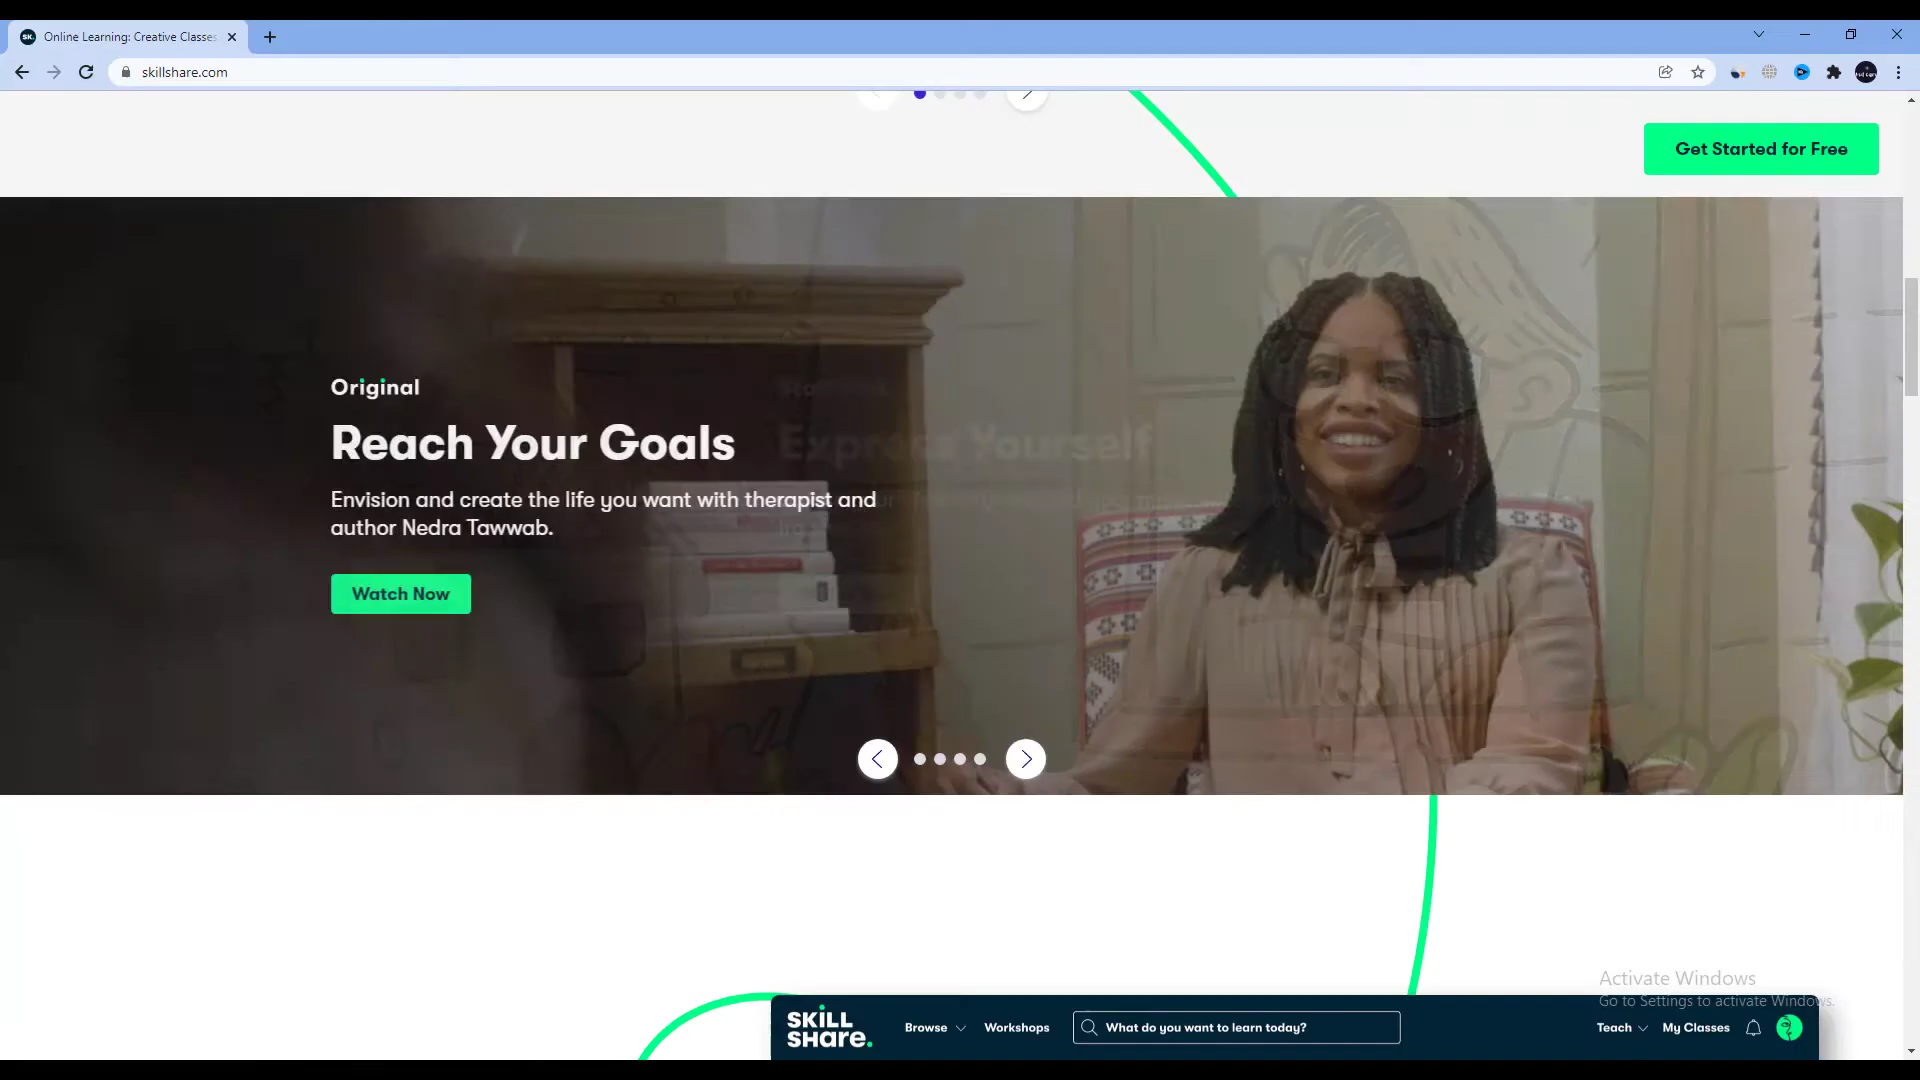 Online Learning: Creative Classes
skillshare.com
Get Started for Free
Original
Reach Your Goals
Express Yourself
Envision and create the life you want with therapist and
author Nedra Tawwab.
Watch Now
Activate Windows
Go to Settings to activate Windows.
SKILL
SHARE.
Browse
Workshops
What do you want to learn today?
Teach
My Classes